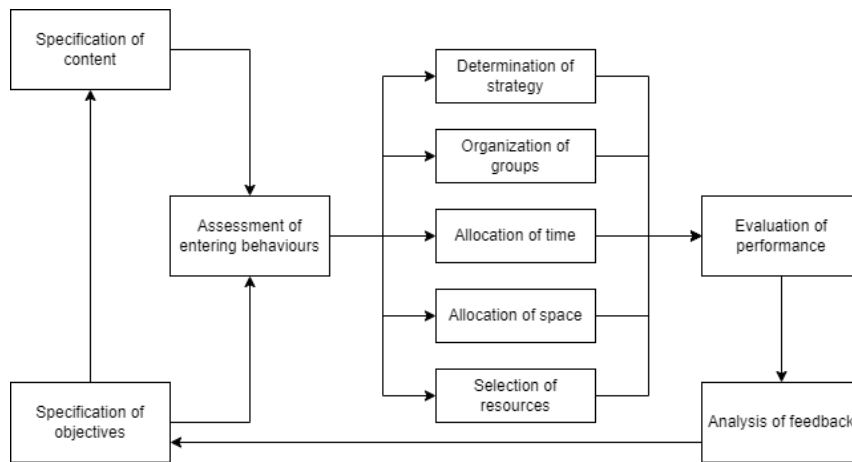 Specification of
content
Determination of
strategy
Organization of
groups
Assessment of
entering behaviours
Allocation of time
Evaluation of
performance
Allocation of space
Specification of
objectives
Selection of
resources
Analysis of feedback